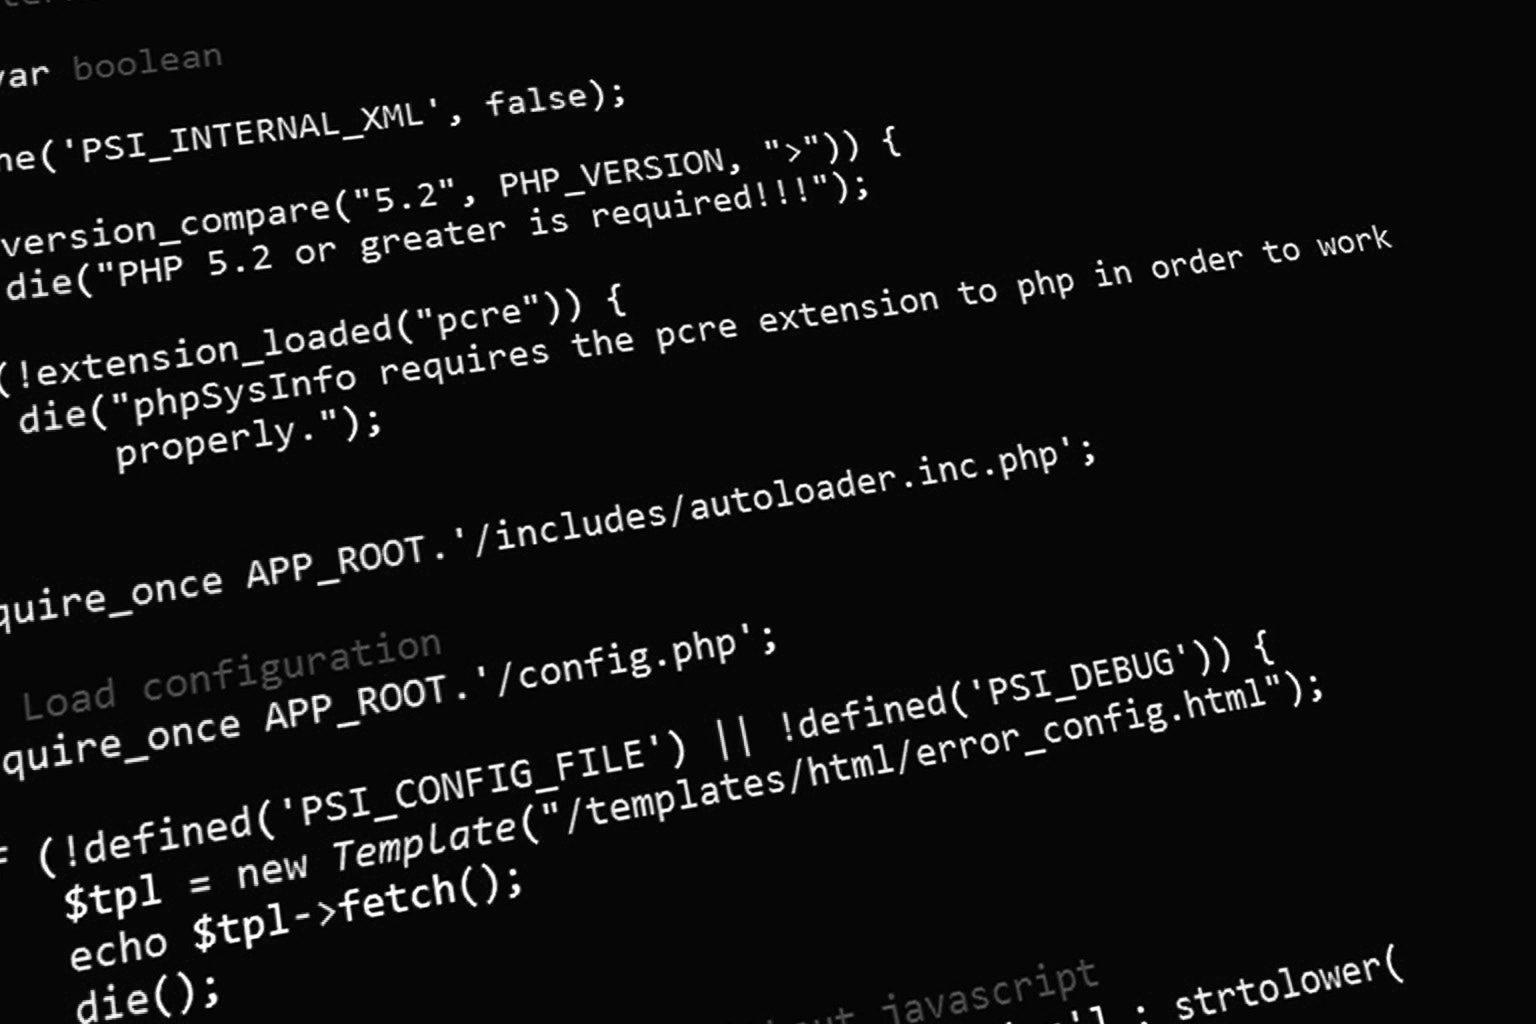 var boolean
ne('PSI_INTERNAL_XML', false);
version_compare("5.2", PHP_VERSION, ">")) {
die("PHP 5.2 or greater is required!!!");
(!extension_loaded("pcre")) {
die("phpSysInfo requires the pcre extension to php in order to work
properly.");
quire_once APP_ROOT.'/includes/autoloader.inc.php';
Load configuration
quire_once APP_ROOT.'/config.php';
(!defined('PSI_CONFIG_FILE') || !defined('PSI_DEBUG')) {
$tpl = new Template("/templates/html/error_config.html");
echo $tpl->fetch();
die();
javascript
: strtolower(